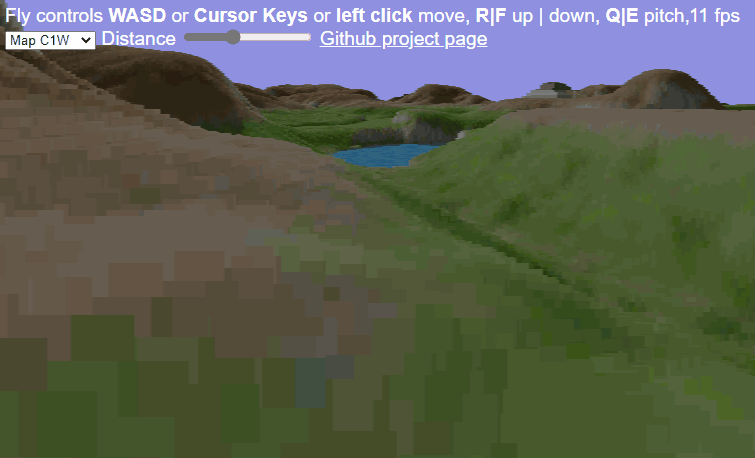 Fly controls WASD or Cursor Keys or left click move, R|F up | down, Q|E pitch,11 fps
Map C1W Distance Github project page